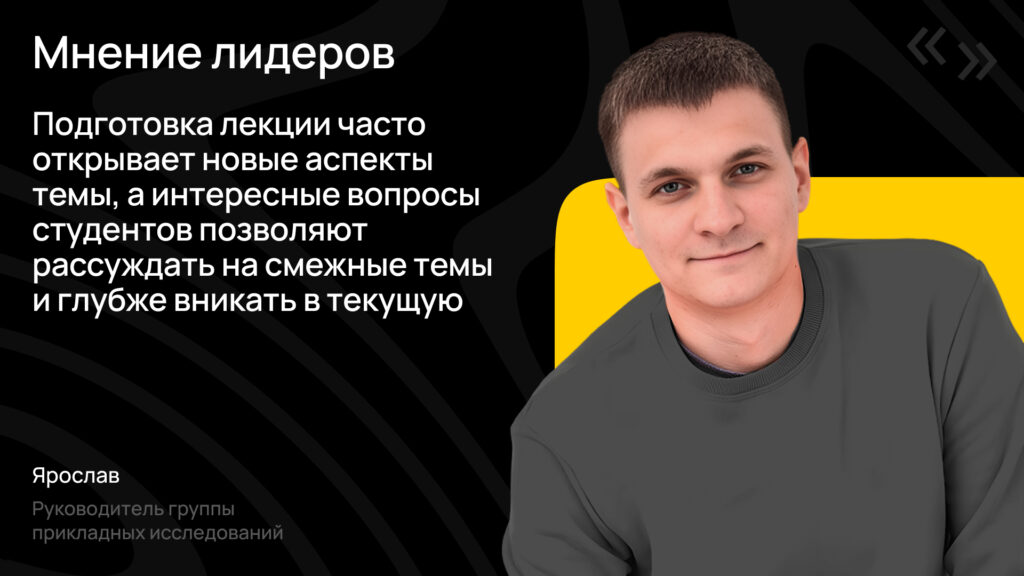 Мнение лидеров
Подготовка лекции часто
открывает новые аспекты
темы, а интересные вопросы
студентов позволяют
рассуждать на смежные темы
и глубже вникать в текущую
Ярослав
Руководитель группы
прикладных исследований